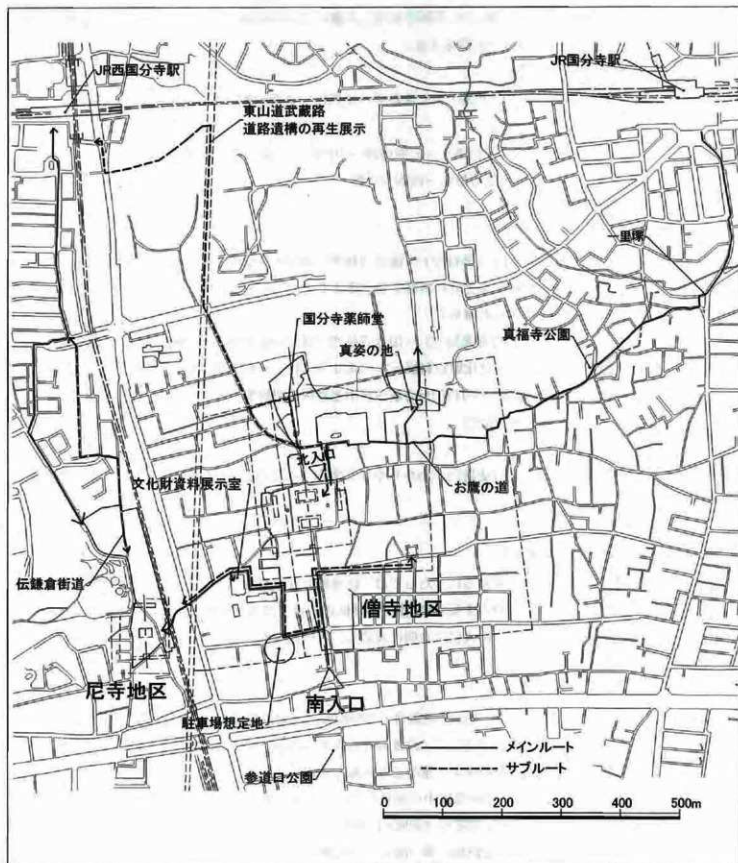 JR西国分寺駅
JR国分寺駅
東山道武蔵路
道路遺構の再生展示
一里塚
国分寺薬師堂
真姿の池
真福寺公園
北入口
文化財資料展示室
お鷹の道
伝鎌倉街道
僧寺地区
尼寺地区
南入口
駐車場想定地
参道口公園
メインルート
サブルート
0 100 200 300 400 500m